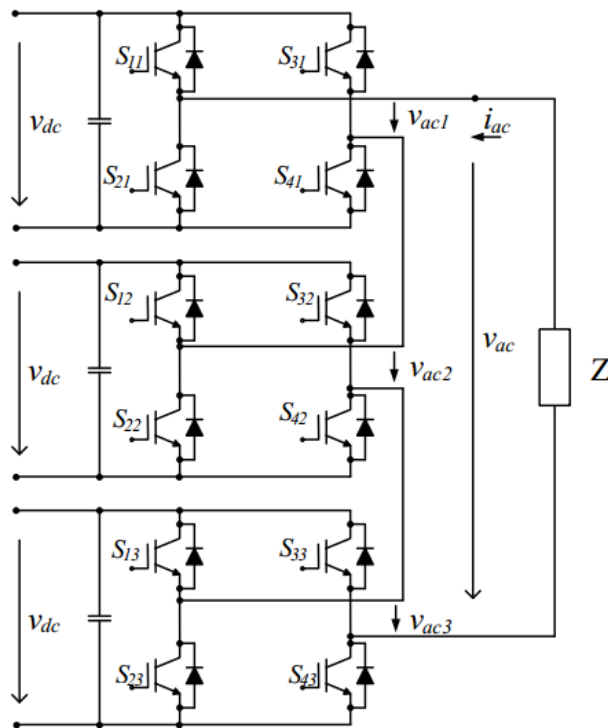 S11
S31
vdc
vac1
iac
S21
S41
S12
S32
vdc
vac2
vac
Z
S22
S42
S13
S33
vdc
vac3
S23
S43